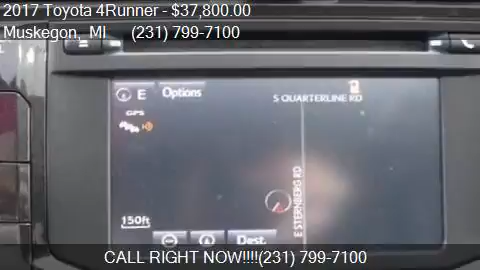 2017 Toyota 4Runner - $37,800.00
Muskegon, MI (231) 799-7100
E Options
S QUARTERLINE RD
GPS
E STERNBERG RD
150ft
Dest.
CALL RIGHT NOW!!!!(231) 799-7100